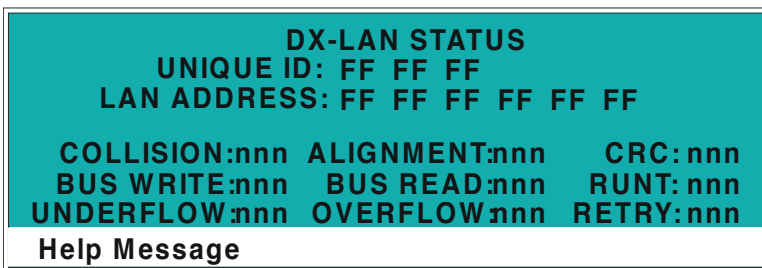 DX-LAN STATUS
UNIQUE ID: FF FF FF
LAN ADDRESS: FF FF FF FF FF FF
COLLISION:nnn ALIGNMENT:nnn CRC:nnn
BUS WRITE:nnn BUS READ:nnn RUNT:nnn
UNDERFLOW:nnn OVERFLOW:nnn RETRY:nnn
Help Message